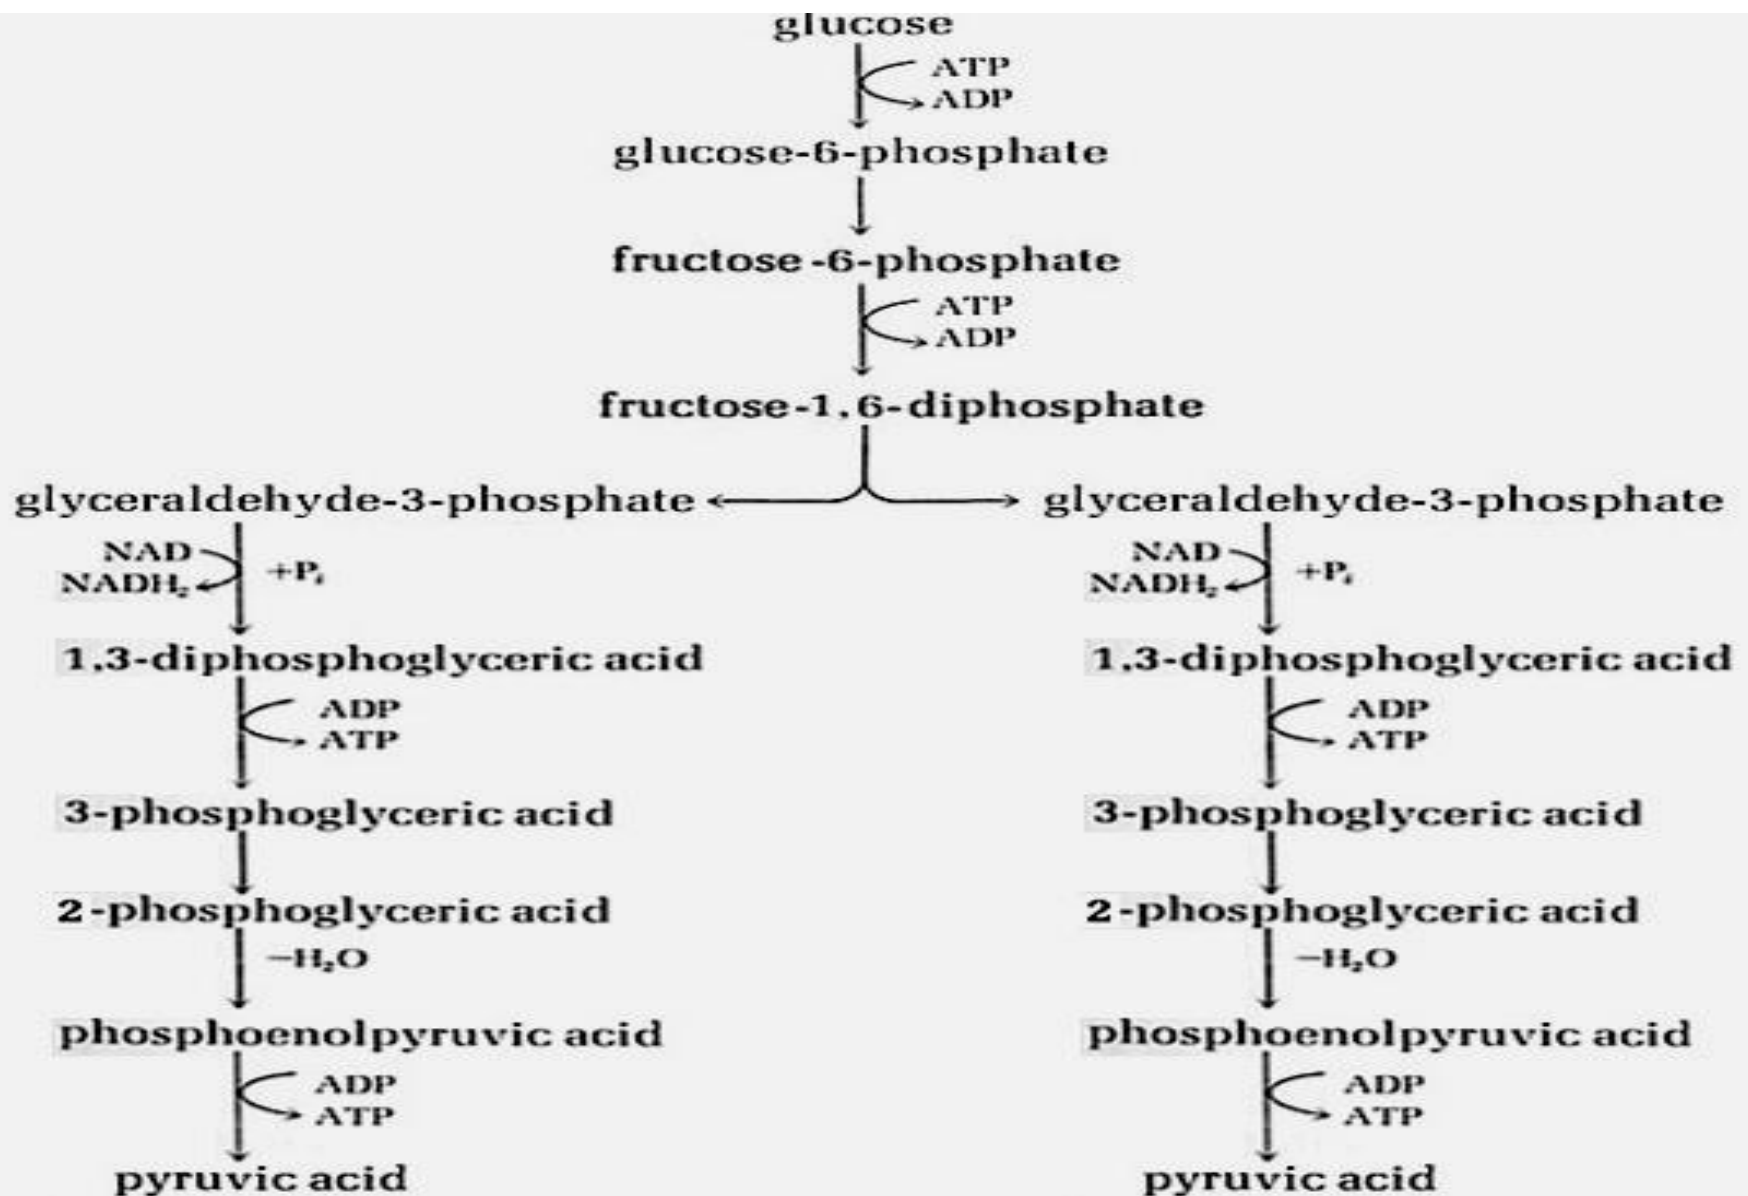 glucose
ATP
ADP
glucose-6-phosphate
fructose -6-phosphate
ATP
ADP
fructose-1,6-diphosphate
glyceraldehyde-3-phosphate glyceraldehyde-3-phosphate
NAD NAD
NADH₂ +Pᵢ NADH₂ +Pᵢ
1,3-diphosphoglyceric acid 1,3-diphosphoglyceric acid
ADP ADP
ATP ATP
3-phosphoglyceric acid 3-phosphoglyceric acid
2-phosphoglyceric acid 2-phosphoglyceric acid
−H₂O −H₂O
phosphoenolpyruvic acid phosphoenolpyruvic acid
ADP ADP
ATP ATP
pyruvic acid pyruvic acid